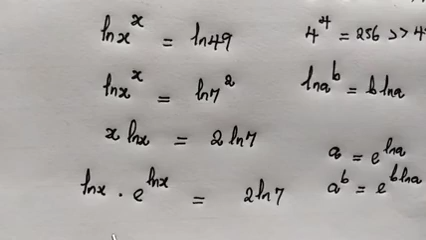 ln x^x = ln 49
4^4 = 256 >> 4
ln x^x = ln 7^2
ln a^b = b ln a
x ln x = 2 ln 7
a = e^(ln a)
ln x · e^(ln x) = 2 ln 7
a^b = e^(b ln a)